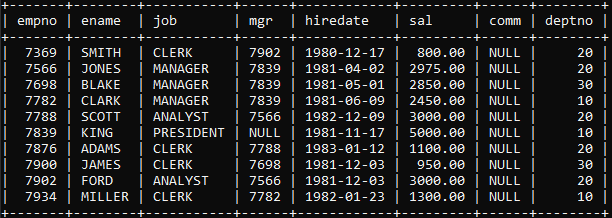 | empno | ename | job | mgr | hiredate | sal | comm | deptno |
| 7369 | SMITH | CLERK | 7902 | 1980-12-17 | 800.00 | NULL | 20 |
| 7566 | JONES | MANAGER | 7839 | 1981-04-02 | 2975.00 | NULL | 20 |
| 7698 | BLAKE | MANAGER | 7839 | 1981-05-01 | 2850.00 | NULL | 30 |
| 7782 | CLARK | MANAGER | 7839 | 1981-06-09 | 2450.00 | NULL | 10 |
| 7788 | SCOTT | ANALYST | 7566 | 1982-12-09 | 3000.00 | NULL | 20 |
| 7839 | KING | PRESIDENT | NULL | 1981-11-17 | 5000.00 | NULL | 10 |
| 7876 | ADAMS | CLERK | 7788 | 1983-01-12 | 1100.00 | NULL | 20 |
| 7900 | JAMES | CLERK | 7698 | 1981-12-03 | 950.00 | NULL | 30 |
| 7902 | FORD | ANALYST | 7566 | 1981-12-03 | 3000.00 | NULL | 20 |
| 7934 | MILLER | CLERK | 7782 | 1982-01-23 | 1300.00 | NULL | 10 |